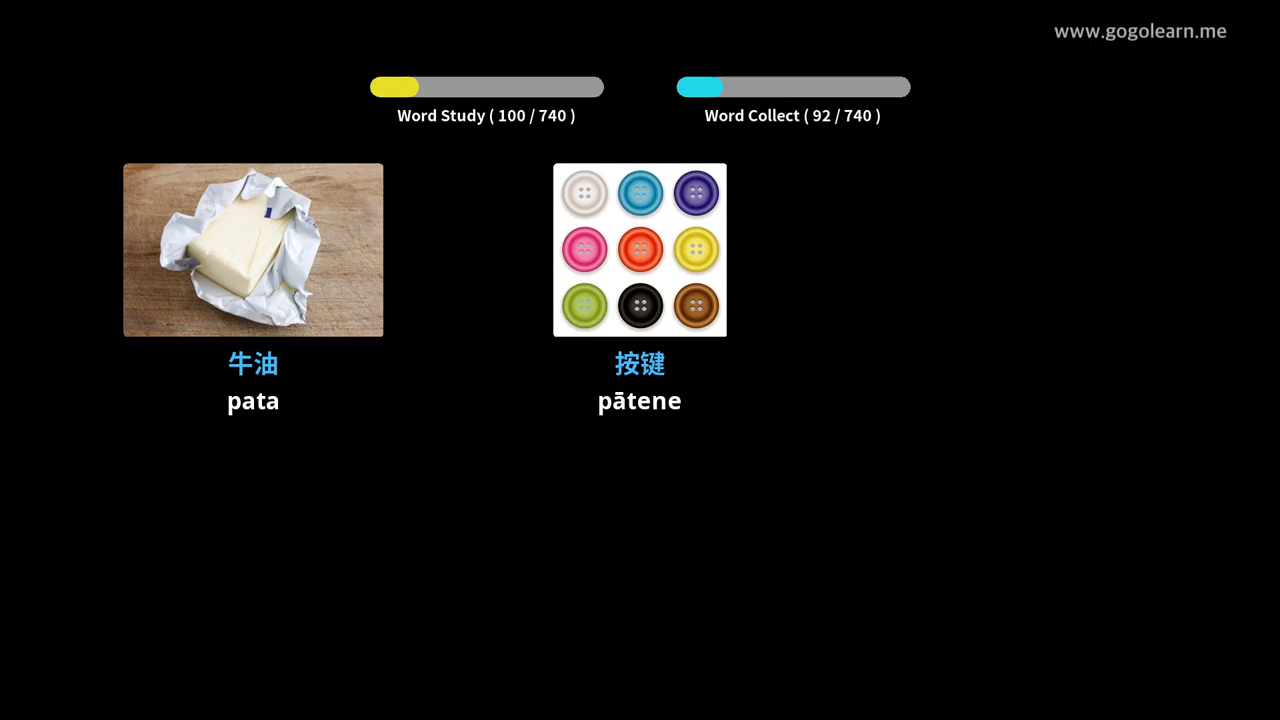 www.gogolearn.me
Word Study ( 100 / 740 )
Word Collect ( 92 / 740 )
牛油
pata
按键
pātene